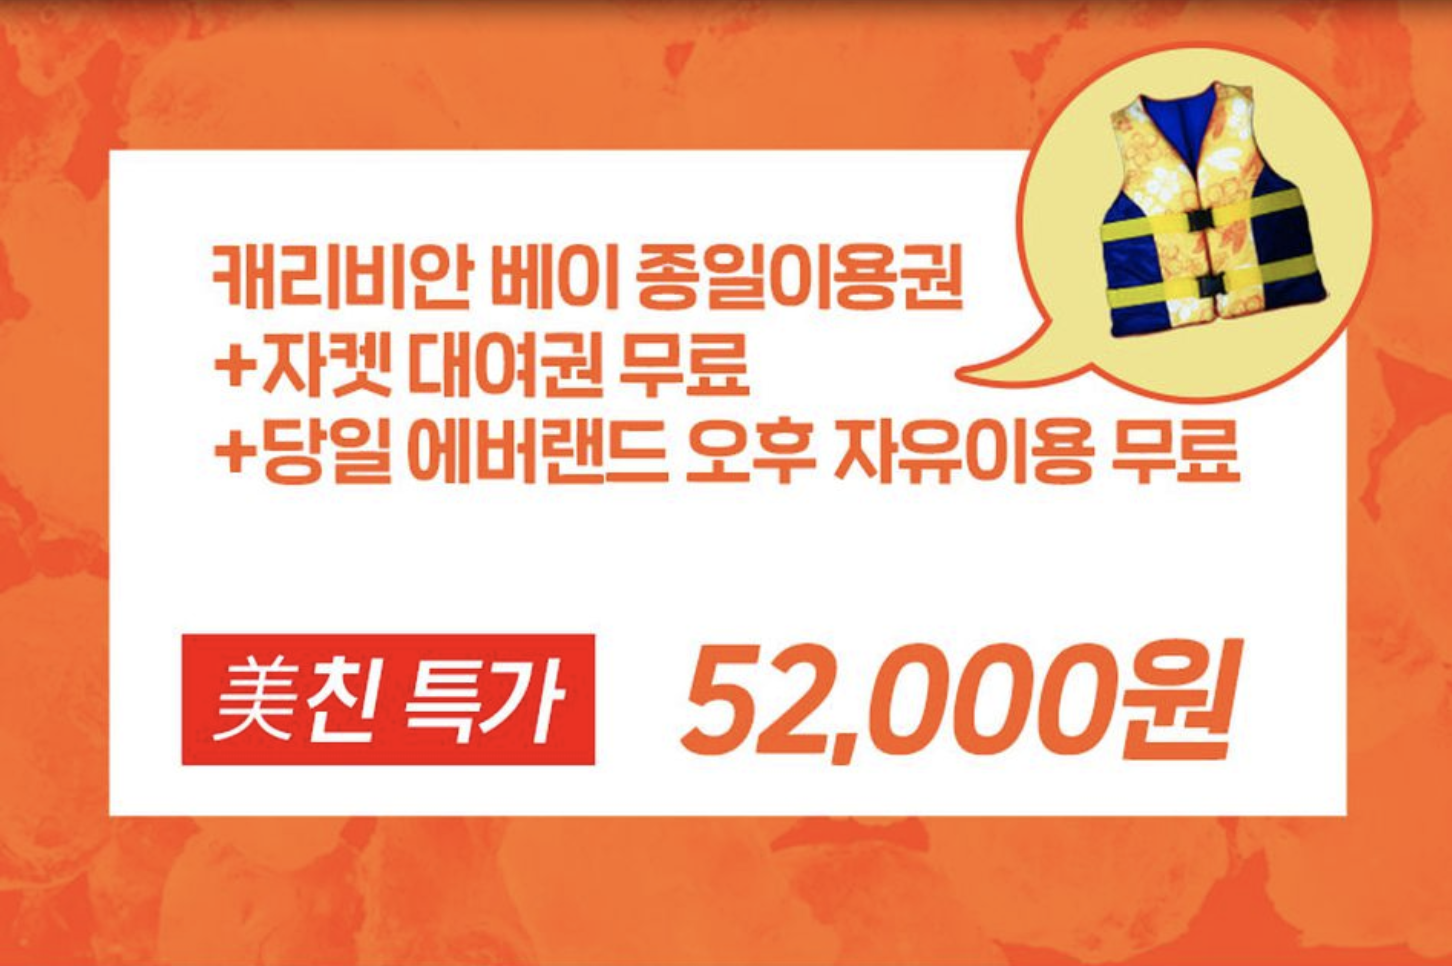 캐리비안 베이 종일이용권
+자켓 대여권 무료
+당일 에버랜드 오후 자유이용 무료
美친 특가
52,000원